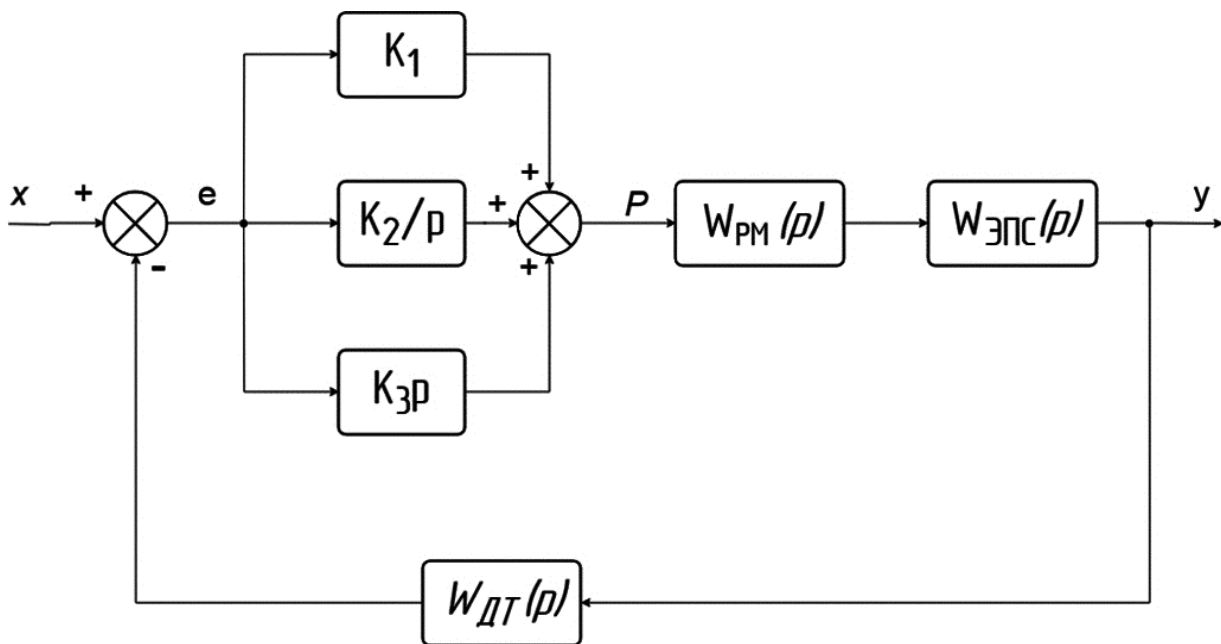 K₁
x + e K₂/p + + P W_РМ(p) W_ЭПС(p) y
- +
K₃p
W_ДТ(p)